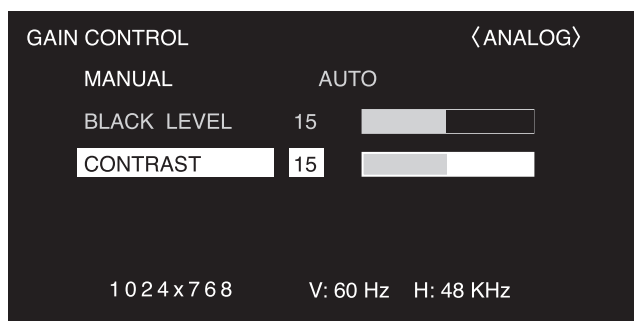 GAIN CONTROL 〈ANALOG〉
MANUAL AUTO
BLACK LEVEL 15
CONTRAST 15
1024x768 V: 60 Hz H: 48 KHz